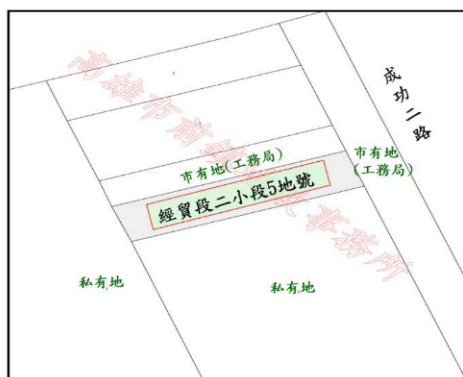 成功二路
市有地(工務局)
市有地
(工務局)
經貿段二小段5地號
私有地
私有地
高雄市前鎮
事務所